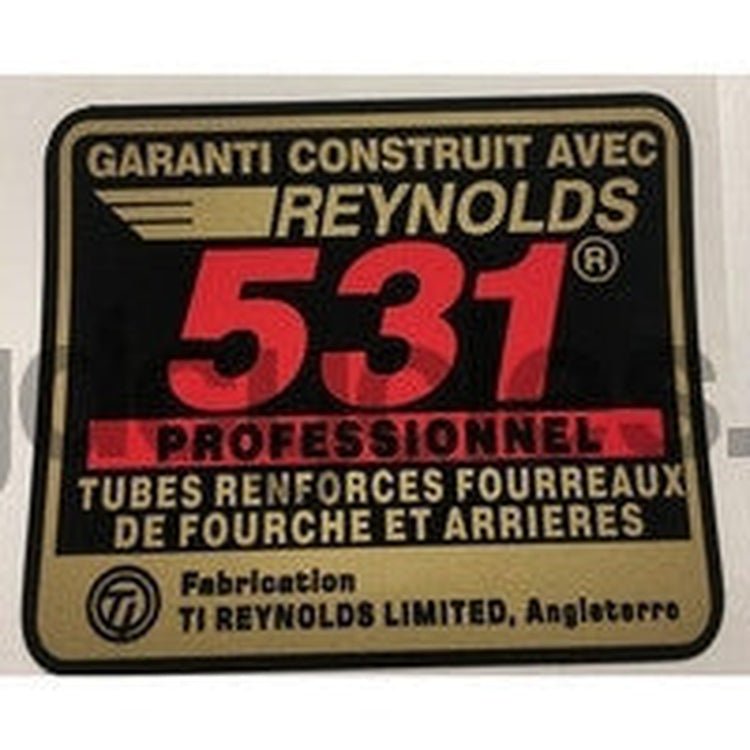 GARANTI CONSTRUIT AVEC
REYNOLDS
531®
PROFESSIONNEL
TUBES RENFORCES FOURREAUX
DE FOURCHE ET ARRIERES
TI Fabrication
TI REYNOLDS LIMITED, Angleterre